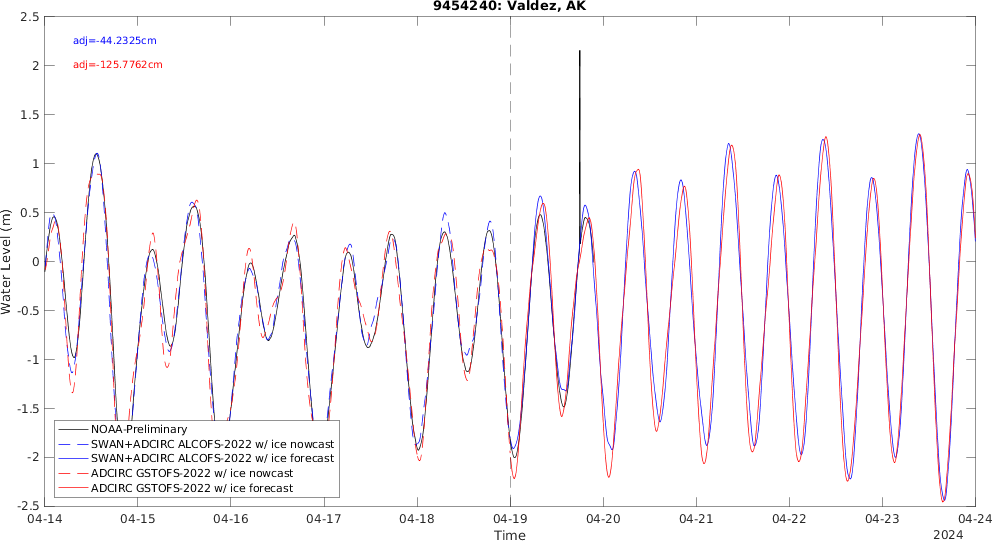 9454240: Valdez, AK
adj=-44.2325cm
adj=-125.7762cm
Water Level (m)
2.5
2
1.5
1
0.5
0
-0.5
-1
-1.5
-2
-2.5
NOAA-Preliminary
SWAN+ADCIRC ALCOFS-2022 w/ ice nowcast
SWAN+ADCIRC ALCOFS-2022 w/ ice forecast
ADCIRC GSTOFS-2022 w/ ice nowcast
ADCIRC GSTOFS-2022 w/ ice forecast
04-14 04-15 04-16 04-17 04-18 04-19 04-20 04-21 04-22 04-23 04-24
Time
2024